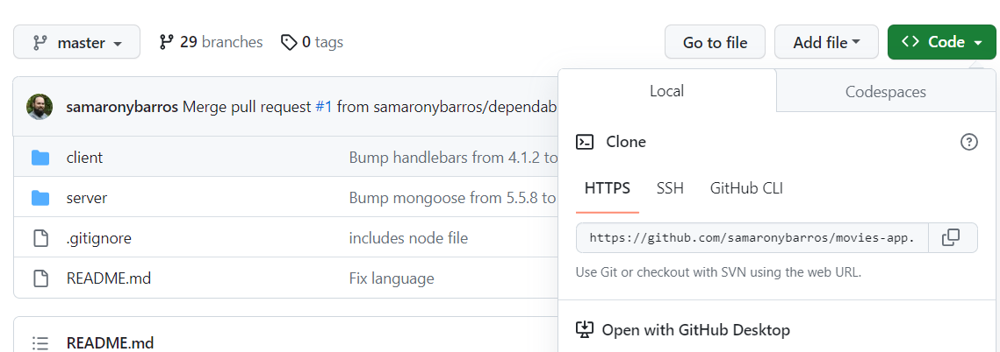 master 29 branches 0 tags Go to file Add file Code
samaronybarros Merge pull request #1 from samaronybarros/dependab
client Bump handlebars from 4.1.2 to
server Bump mongoose from 5.5.8 to
.gitignore includes node file
README.md Fix language
README.md
Local Codespaces
Clone
HTTPS SSH GitHub CLI
https://github.com/samaronybarros/movies-app.
Use Git or checkout with SVN using the web URL.
Open with GitHub Desktop